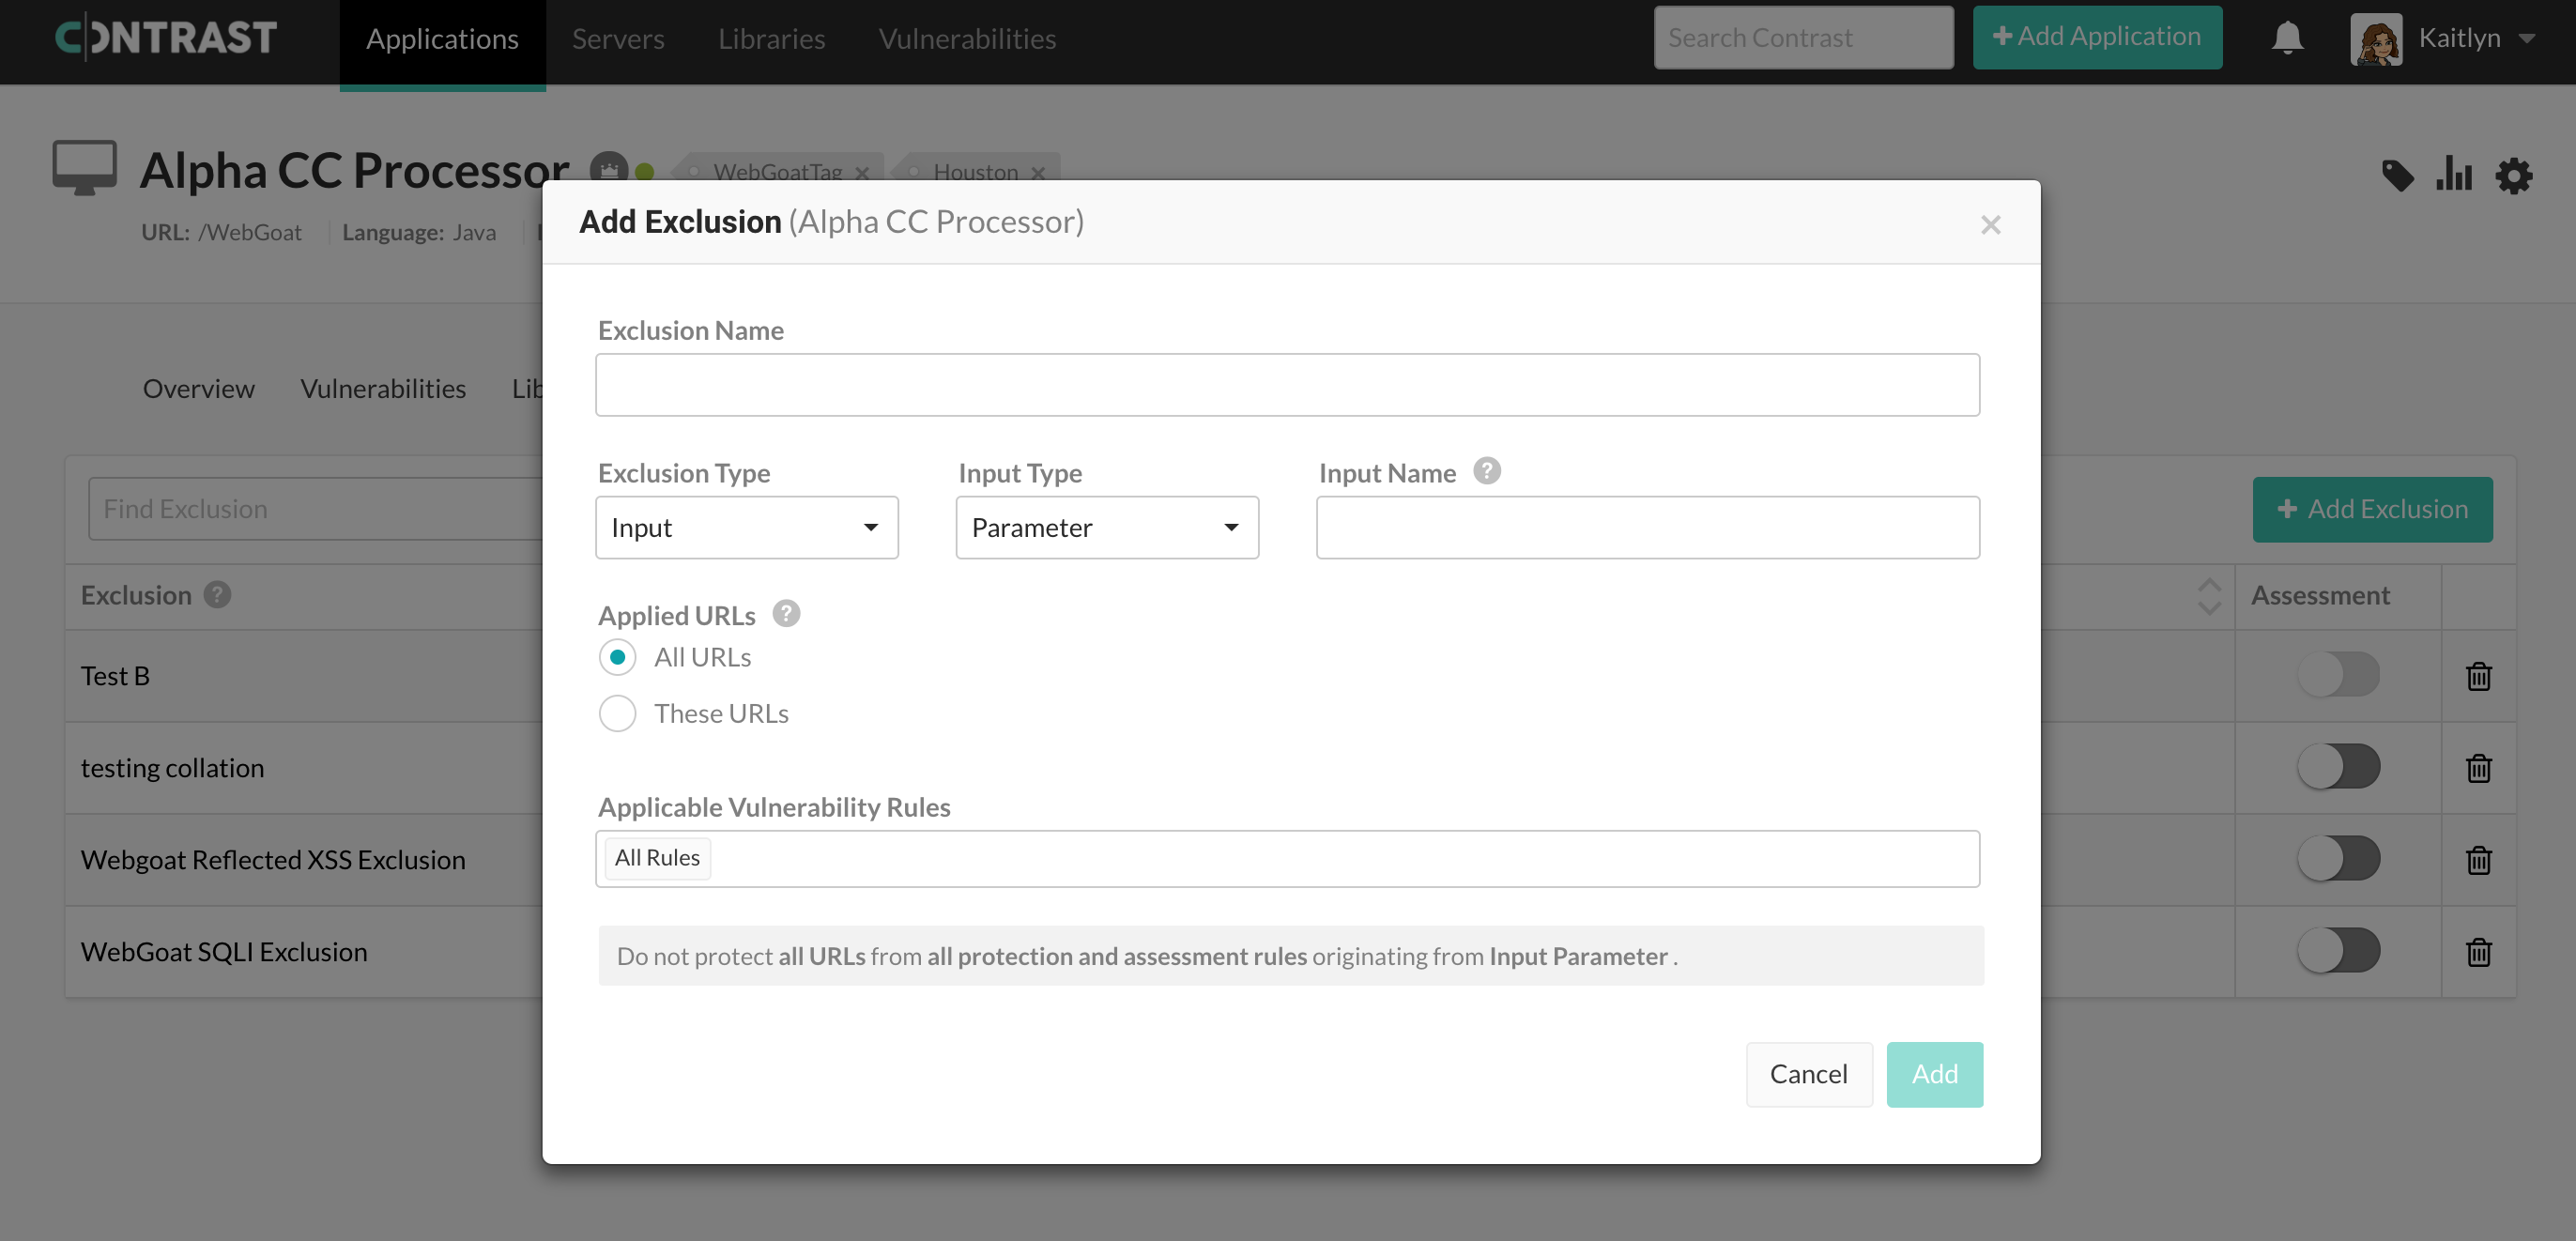 CONTRAST Applications Servers Libraries Vulnerabilities Search Contrast + Add Application Kaitlyn
Alpha CC Processor WebGoatTag × Houston ×
URL: /WebGoat Language: Java
Add Exclusion (Alpha CC Processor) ×
Exclusion Name
Overview Vulnerabilities Lib
Exclusion Type Input Type Input Name ?
Input Parameter
Find Exclusion + Add Exclusion
Exclusion ? Assessment
Applied URLs ?
All URLs
These URLs
Test B
testing collation
Webgoat Reflected XSS Exclusion
WebGoat SQLI Exclusion
Applicable Vulnerability Rules
All Rules
Do not protect all URLs from all protection and assessment rules originating from Input Parameter .
Cancel Add